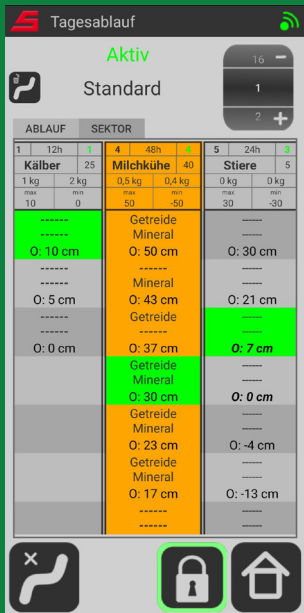 Tagesablauf
Aktiv
Standard
16 −
1
2 +
ABLAUF SEKTOR
1 12h 1 4 48h 4 5 24h 3
Kälber 25 Milchkühe 40 Stiere 5
1 kg 2 kg 0,5 kg 0,4 kg 0 kg 0 kg
max min max min max min
10 0 50 -50 30 -30
------ Getreide ------
------ Mineral ------
O: 10 cm O: 50 cm O: 30 cm
------ ------ ------
------ Mineral ------
O: 5 cm O: 43 cm O: 21 cm
------ Getreide ------
------ ------ ------
O: 0 cm O: 37 cm O: 7 cm
Getreide ------
Mineral ------
O: 30 cm O: 0 cm
Getreide ------
Mineral ------
O: 23 cm O: -4 cm
Getreide ------
Mineral ------
O: 17 cm O: -13 cm
------
------